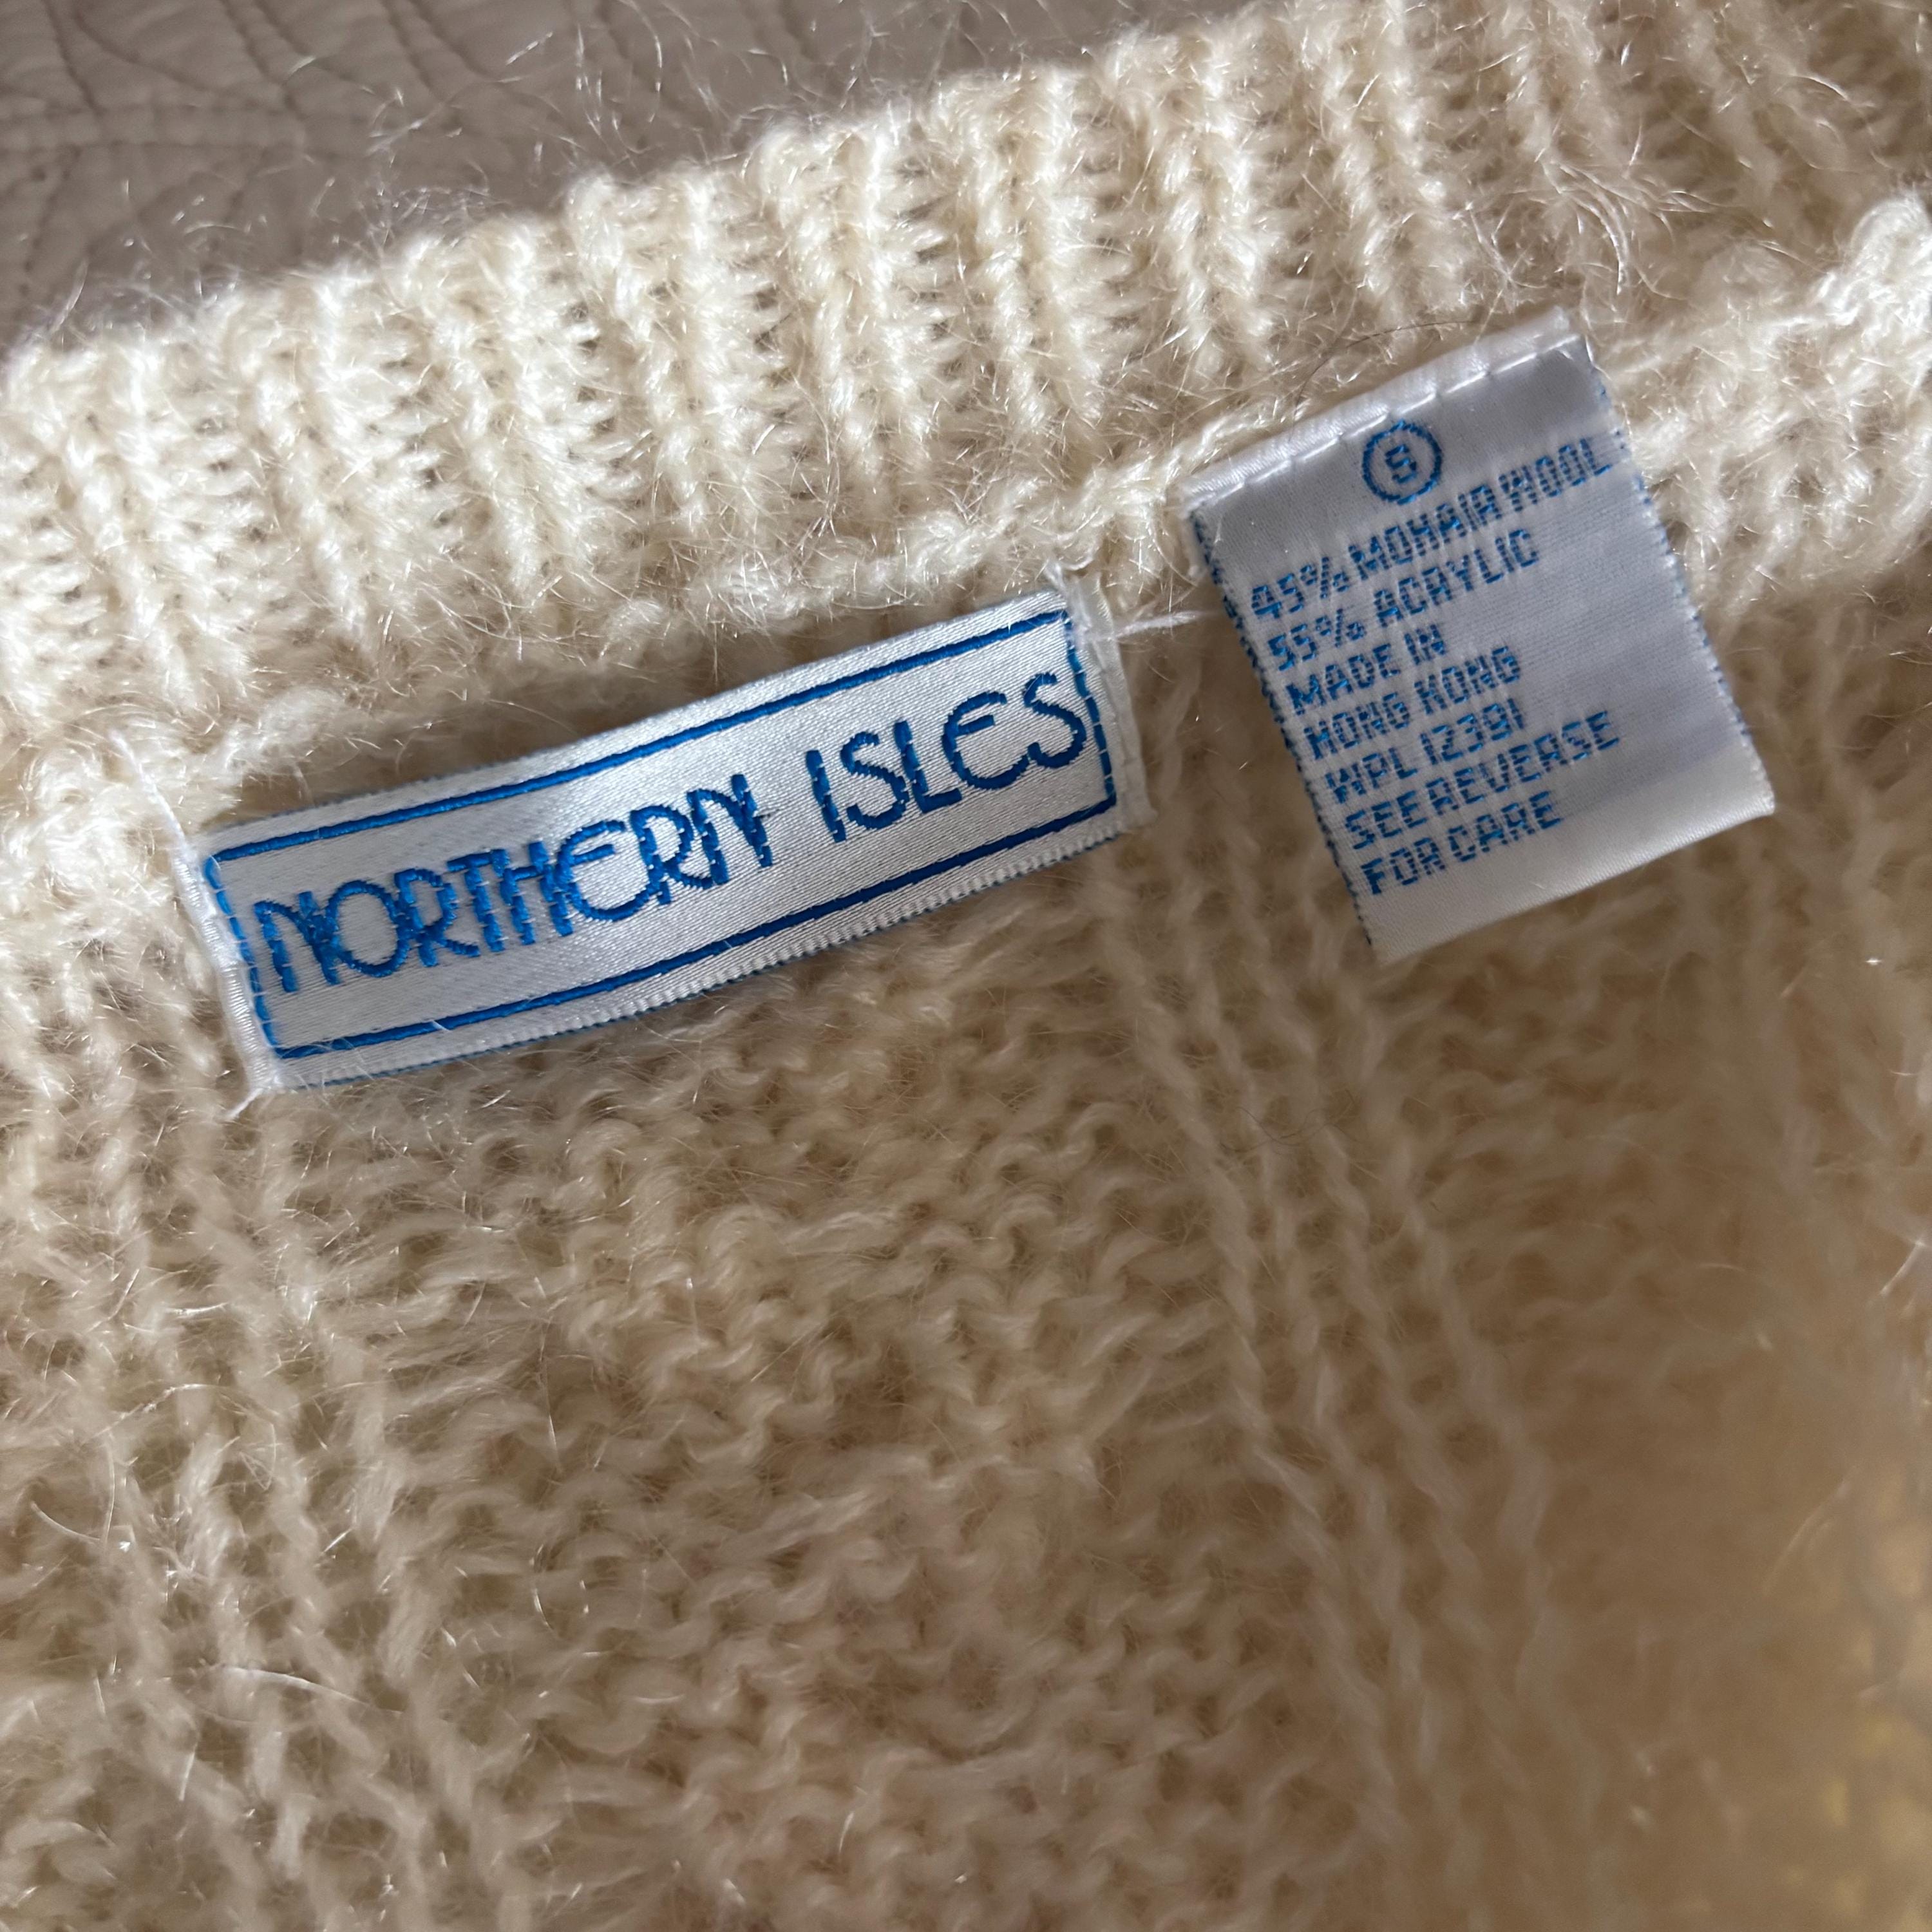 NORTHERN ISLES
S
45% MOHAIR WOOL
55% ACRYLIC
MADE IN
HONG KONG
WPL 12391
SEE REVERSE
FOR CARE